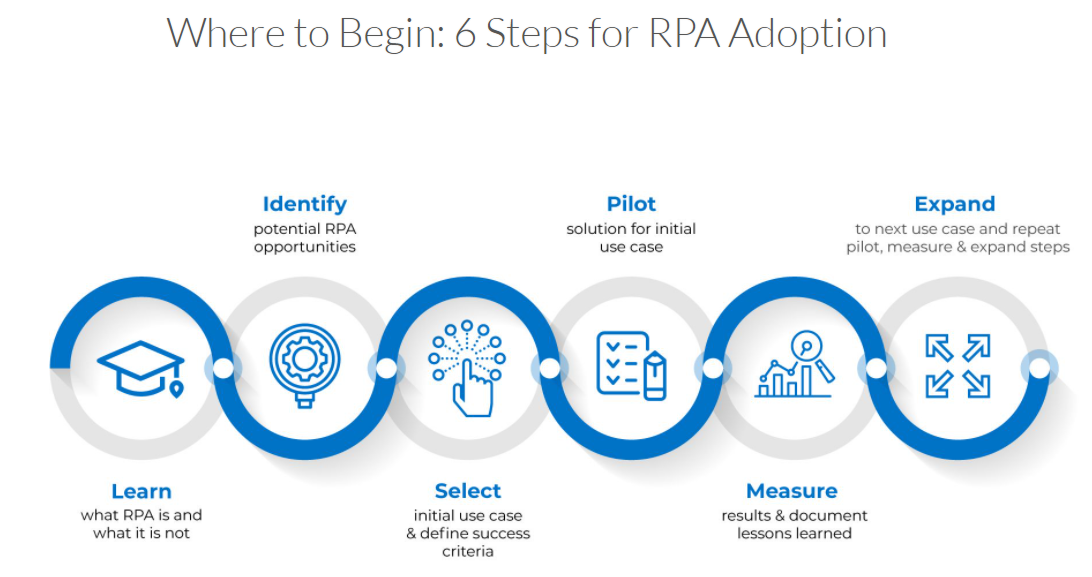 Where to Begin: 6 Steps for RPA Adoption
Learn
what RPA is and
what it is not
Identify
potential RPA
opportunities
Select
initial use case
& define success
criteria
Pilot
solution for initial
use case
Measure
results & document
lessons learned
Expand
to next use case and repeat
pilot, measure & expand steps